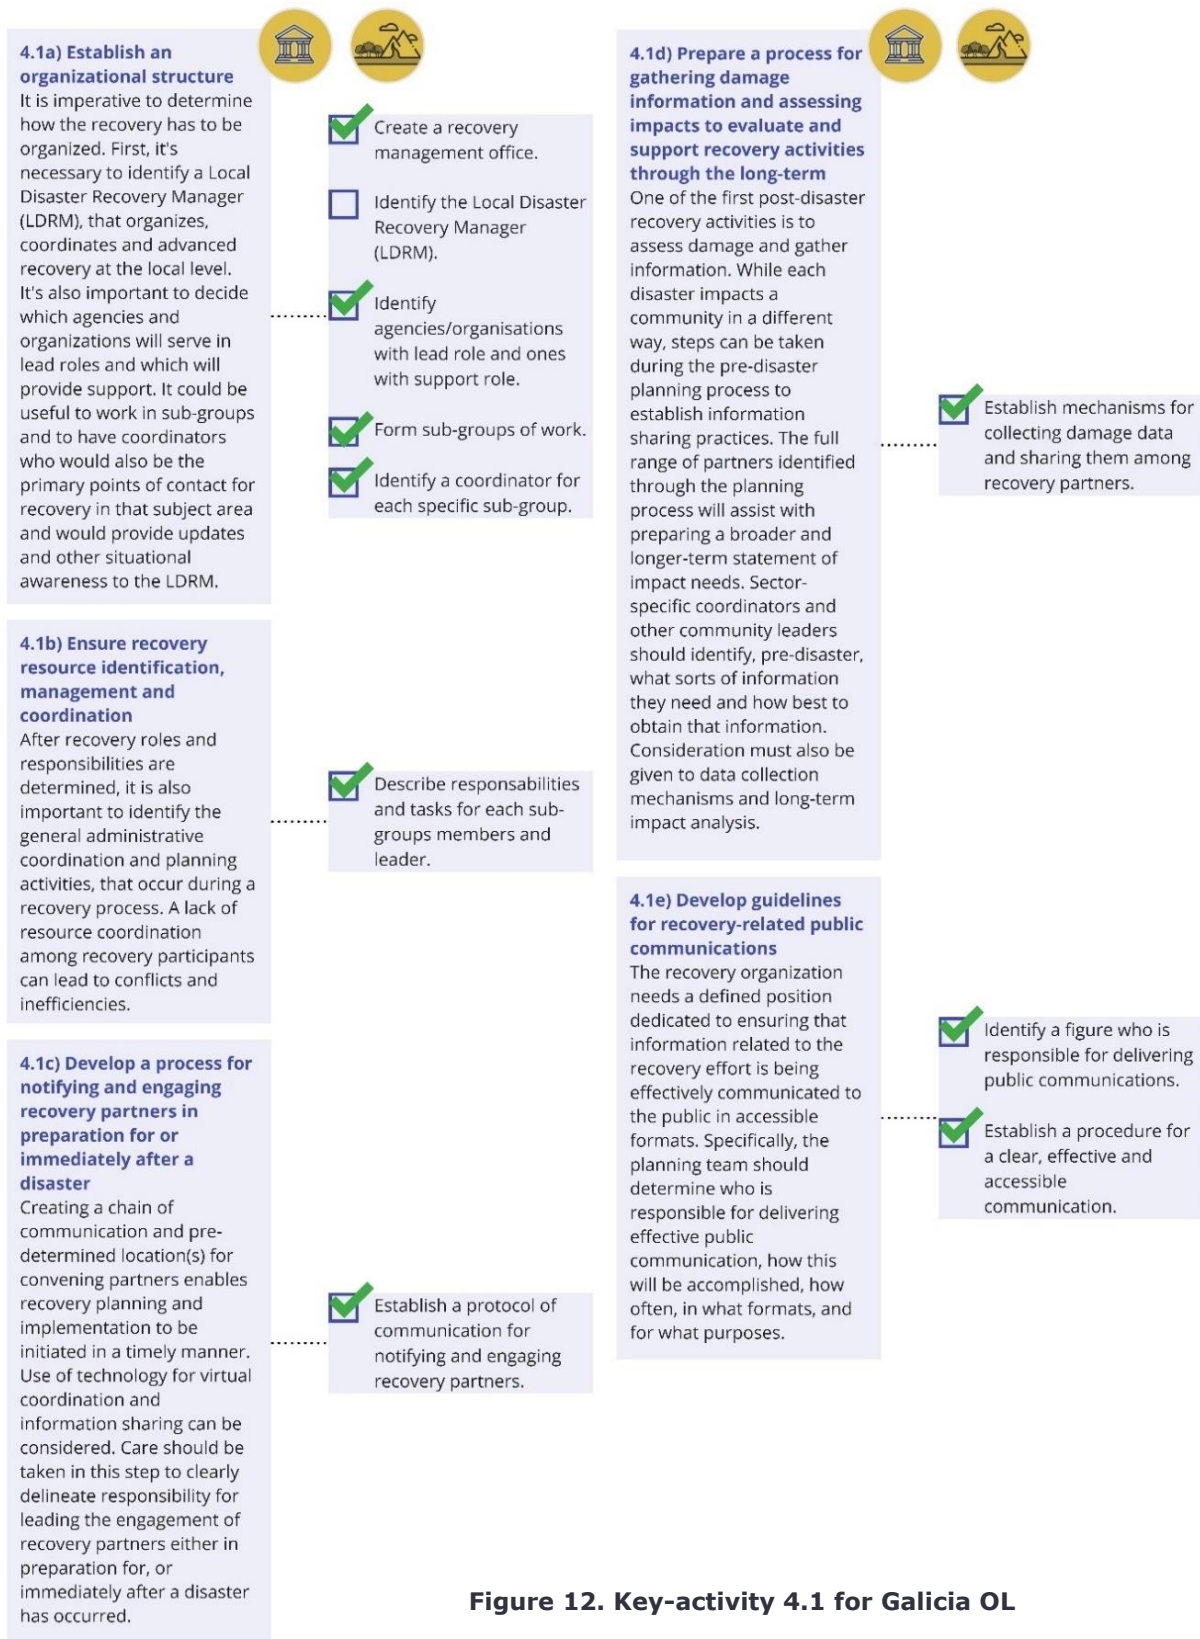 4.1a) Establish an
organizational structure
It is imperative to determine
how the recovery has to be
organized. First, it's
necessary to identify a Local
Disaster Recovery Manager
(LDRM), that organizes,
coordinates and advanced
recovery at the local level.
It's also important to decide
which agencies and
organizations will serve in
lead roles and which will
provide support. It could be
useful to work in sub-groups
and to have coordinators
who would also be the
primary points of contact for
recovery in that subject area
and would provide updates
and other situational
awareness to the LDRM.
Create a recovery
management office.
Identify the Local Disaster
Recovery Manager
(LDRM).
Identify
agencies/organisations
with lead role and ones
with support role.
Form sub-groups of work.
Identify a coordinator for
each specific sub-group.
4.1b) Ensure recovery
resource identification,
management and
coordination
After recovery roles and
responsibilities are
determined, it is also
important to identify the
general administrative
coordination and planning
activities, that occur during a
recovery process. A lack of
resource coordination
among recovery participants
can lead to conflicts and
inefficiencies.
Describe responsabilities
and tasks for each sub-
groups members and
leader.
4.1c) Develop a process for
notifying and engaging
recovery partners in
preparation for or
immediately after a
disaster
Creating a chain of
communication and pre-
determined location(s) for
convening partners enables
recovery planning and
implementation to be
initiated in a timely manner.
Use of technology for virtual
coordination and
information sharing can be
considered. Care should be
taken in this step to clearly
delineate responsibility for
leading the engagement of
recovery partners either in
preparation for, or
immediately after a disaster
has occurred.
Establish a protocol of
communication for
notifying and engaging
recovery partners.
4.1d) Prepare a process for
gathering damage
information and assessing
impacts to evaluate and
support recovery activities
through the long-term
One of the first post-disaster
recovery activities is to
assess damage and gather
information. While each
disaster impacts a
community in a different
way, steps can be taken
during the pre-disaster
planning process to
establish information
sharing practices. The full
range of partners identified
through the planning
process will assist with
preparing a broader and
longer-term statement of
impact needs. Sector-
specific coordinators and
other community leaders
should identify, pre-disaster,
what sorts of information
they need and how best to
obtain that information.
Consideration must also be
given to data collection
mechanisms and long-term
impact analysis.
Establish mechanisms for
collecting damage data
and sharing them among
recovery partners.
4.1e) Develop guidelines
for recovery-related public
communications
The recovery organization
needs a defined position
dedicated to ensuring that
information related to the
recovery effort is being
effectively communicated to
the public in accessible
formats. Specifically, the
planning team should
determine who is
responsible for delivering
effective public
communication, how this
will be accomplished, how
often, in what formats, and
for what purposes.
Identify a figure who is
responsible for delivering
public communications.
Establish a procedure for
a clear, effective and
accessible
communication.
Figure 12. Key-activity 4.1 for Galicia OL